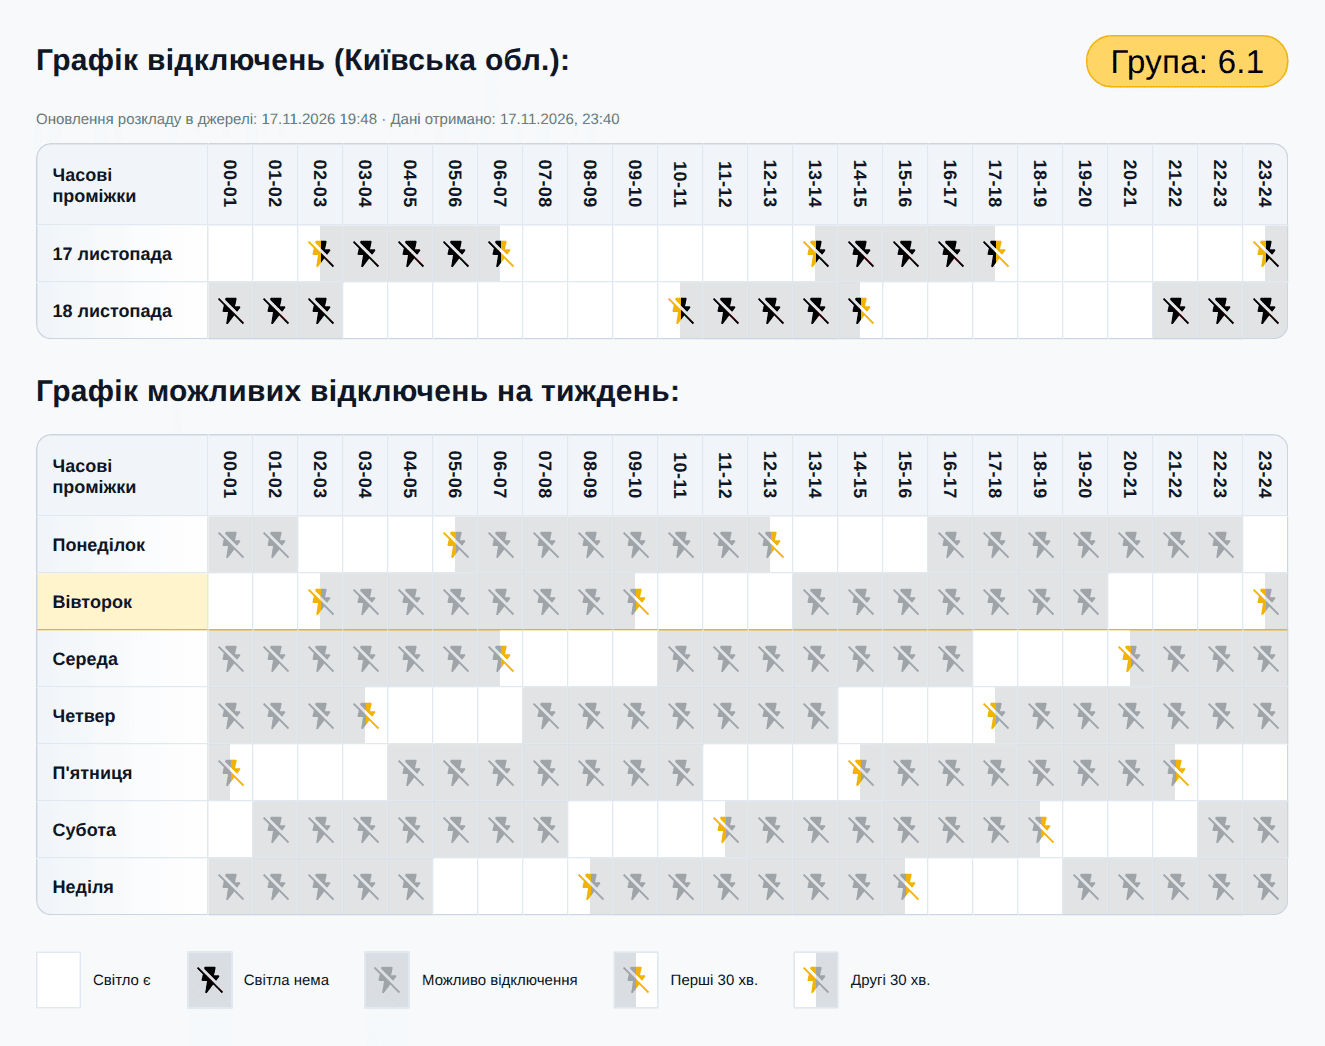 Графік відключень (Київська обл.):
Група: 6.1
Оновлення розкладу в джерелі: 17.11.2026 19:48 · Дані отримано: 17.11.2026, 23:40
Часові
проміжки
00-01 01-02 02-03 03-04 04-05 05-06 06-07 07-08 08-09 09-10 10-11 11-12 12-13 13-14 14-15 15-16 16-17 17-18 18-19 19-20 20-21 21-22 22-23 23-24
17 листопада
18 листопада
Графік можливих відключень на тиждень:
Часові
проміжки
00-01 01-02 02-03 03-04 04-05 05-06 06-07 07-08 08-09 09-10 10-11 11-12 12-13 13-14 14-15 15-16 16-17 17-18 18-19 19-20 20-21 21-22 22-23 23-24
Понеділок
Вівторок
Середа
Четвер
П'ятниця
Субота
Неділя
Світло є
Світла нема
Можливо відключення
Перші 30 хв.
Другі 30 хв.